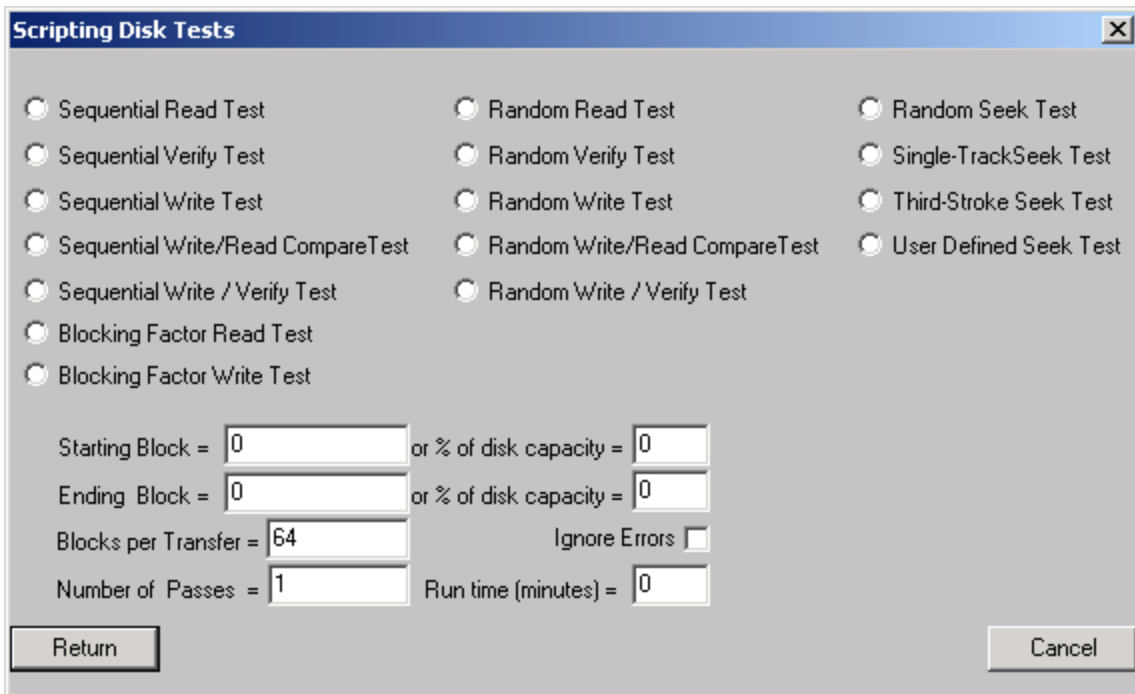 Scripting Disk Tests
Sequential Read Test Random Read Test Random Seek Test
Sequential Verify Test Random Verify Test Single-TrackSeek Test
Sequential Write Test Random Write Test Third-Stroke Seek Test
Sequential Write/Read CompareTest Random Write/Read CompareTest User Defined Seek Test
Sequential Write / Verify Test Random Write / Verify Test
Blocking Factor Read Test
Blocking Factor Write Test
Starting Block = 0 or % of disk capacity = 0
Ending Block = 0 or % of disk capacity = 0
Blocks per Transfer = 64 Ignore Errors
Number of Passes = 1 Run time (minutes) = 0
Return Cancel